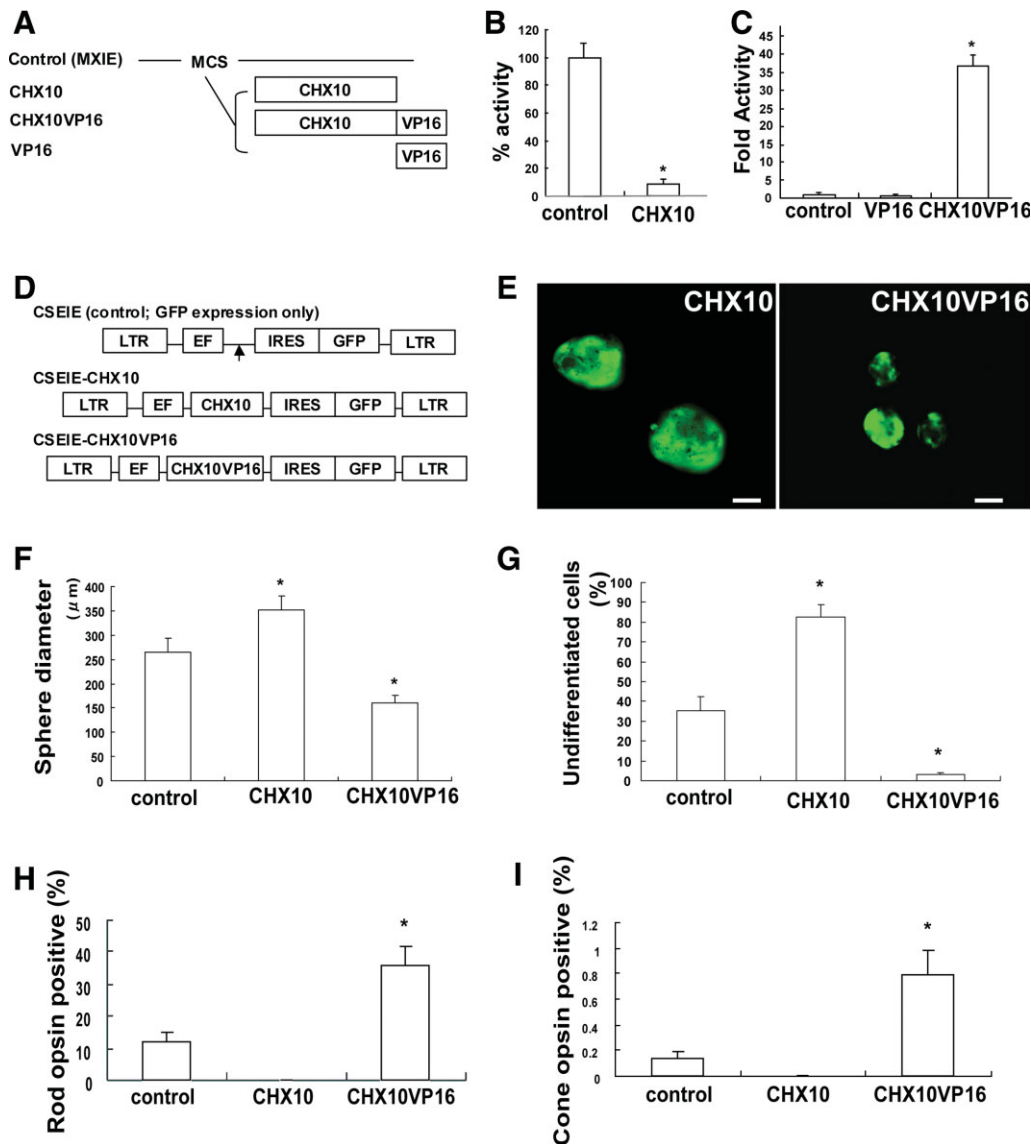 A
Control (MXIE)
MCS
CHX10
CHX10
CHX10VP16
CHX10
VP16
VP16
VP16
B
% activity
120
100
80
60
40
20
0
*
control
CHX10
C
Fold Activity
45
40
35
30
25
20
15
10
5
0
*
control
VP16
CHX10VP16
D
CSEIE (control; GFP expression only)
LTR
EF
IRES
GFP
LTR
CSEIE-CHX10
LTR
EF
CHX10
IRES
GFP
LTR
CSEIE-CHX10VP16
LTR
EF
CHX10VP16
IRES
GFP
LTR
E
CHX10
CHX10VP16
F
Sphere diameter
(μm)
400
350
300
250
200
150
100
50
0
*
*
control
CHX10
CHX10VP16
G
Undifferentiated cells
(%)
100
90
80
70
60
50
40
30
20
10
0
*
*
control
CHX10
CHX10VP16
H
Rod opsin positive (%)
50
40
30
20
10
0
*
control
CHX10
CHX10VP16
I
Cone opsin positive (%)
1.2
1
0.8
0.6
0.4
0.2
0
*
control
CHX10
CHX10VP16